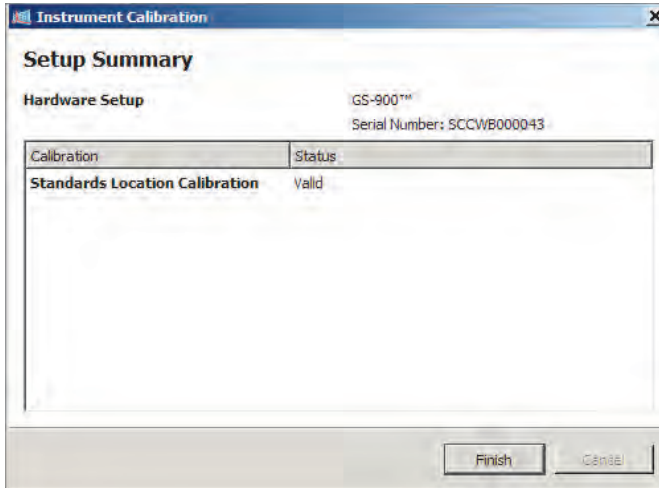 Instrument Calibration
Setup Summary
Hardware Setup GS-900™
Serial Number: SCCWB000043
Calibration Status
Standards Location Calibration Valid
Finish Cancel